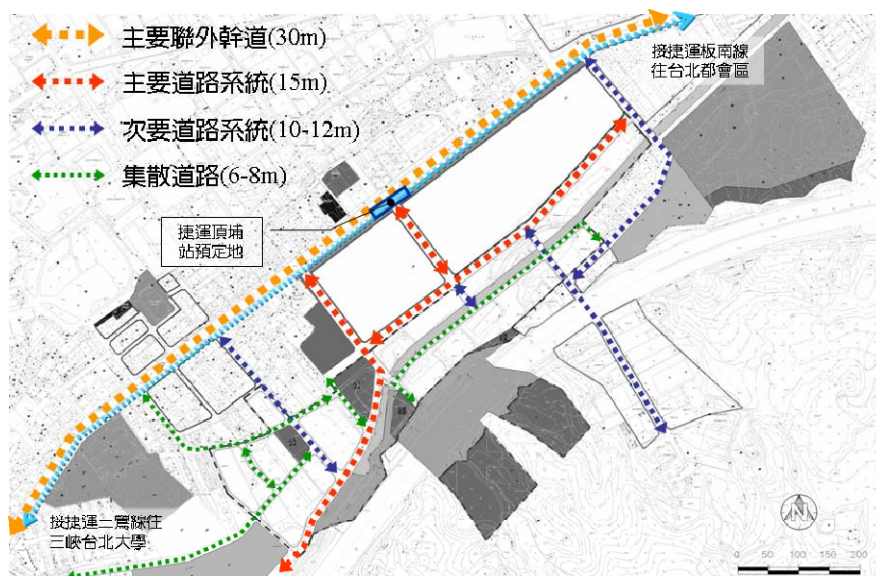 主要聯外幹道(30m)
主要道路系統(15m)
次要道路系統(10-12m)
集散道路(6-8m)
接捷運板南線
往台北都會區
捷運頂埔
站預定地
接捷運三鶯線往
三峽台北大學
N
0 50 100 150 200